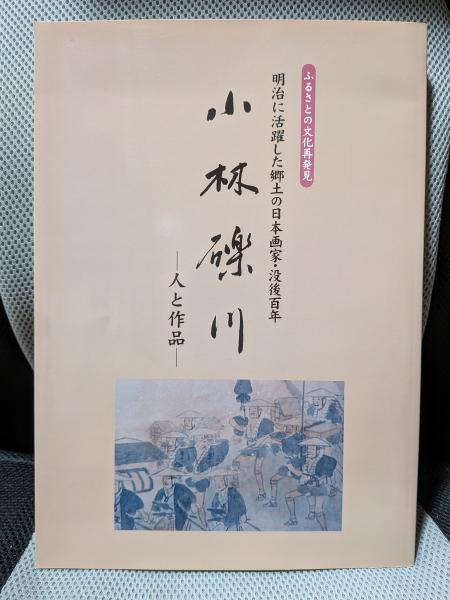 ふるさとの文化再発見
明治に活躍した郷土の日本画家・没後百年
小林礫川
―人と作品―